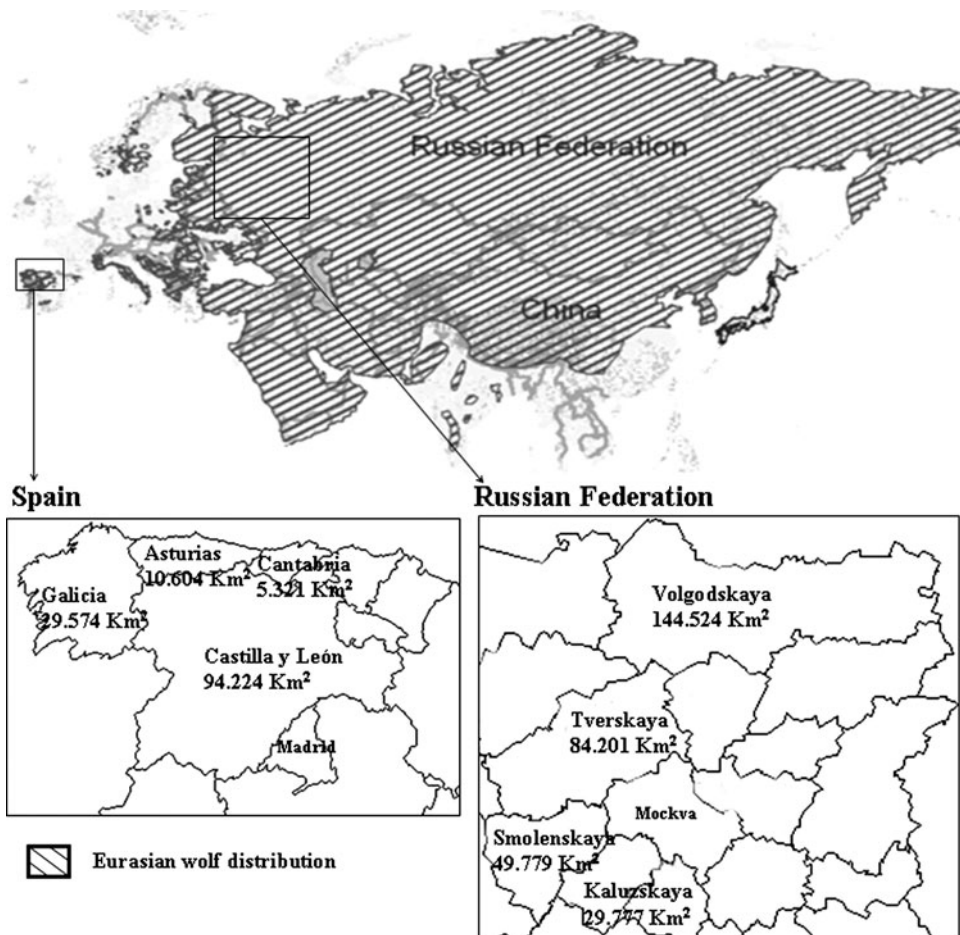 Russian Federation
China
Spain
Russian Federation
Asturias
10.604 Km²
Cantabria
5.321 Km²
Galicia
29.574 Km²
Castilla y León
94.224 Km²
Madrid
Volgodskaya
144.524 Km²
Tverskaya
84.201 Km²
Mockva
Smolenskaya
49.779 Km²
Kaluzskaya
29.777 Km²
Eurasian wolf distribution